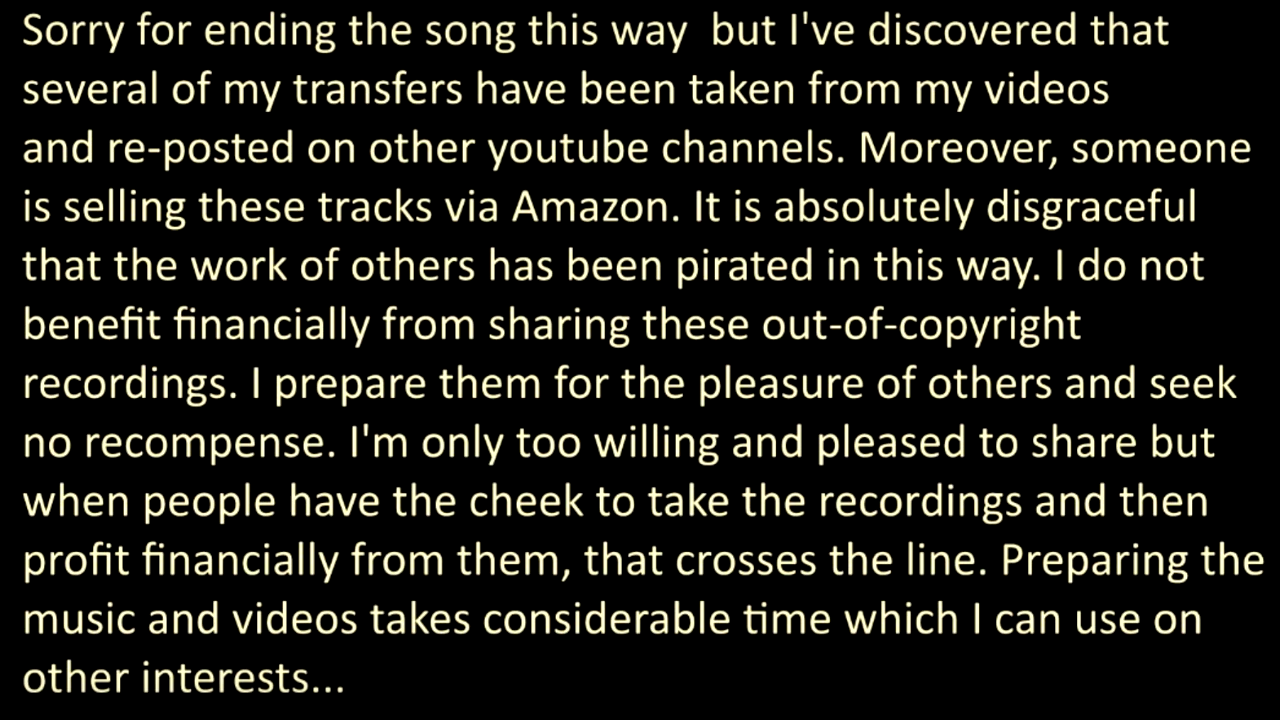 Sorry for ending the song this way  but I've discovered that
several of my transfers have been taken from my videos
and re-posted on other youtube channels. Moreover, someone
is selling these tracks via Amazon. It is absolutely disgraceful
that the work of others has been pirated in this way. I do not
benefit financially from sharing these out-of-copyright
recordings. I prepare them for the pleasure of others and seek
no recompense. I'm only too willing and pleased to share but
when people have the cheek to take the recordings and then
profit financially from them, that crosses the line. Preparing the
music and videos takes considerable time which I can use on
other interests...